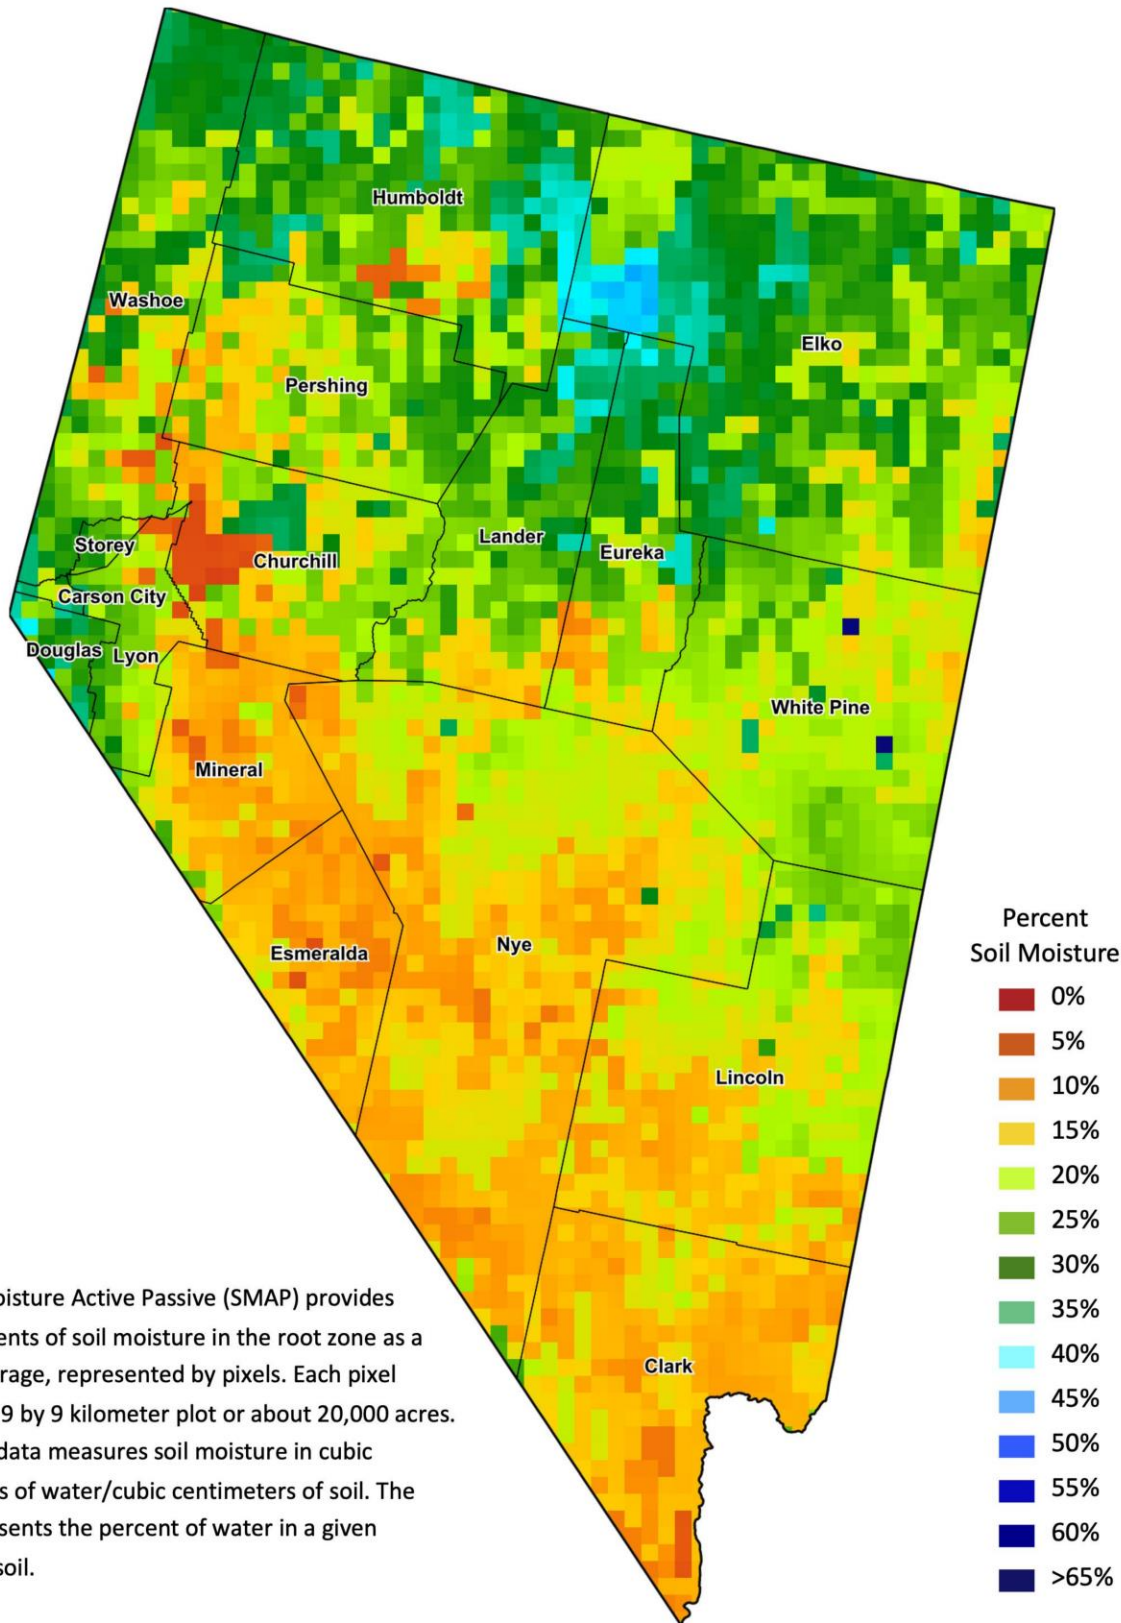 Humboldt
Washoe
Elko
Pershing
Storey
Churchill
Lander
Eureka
Carson City
Douglas
Lyon
White Pine
Mineral
Esmeralda
Nye
Lincoln
Clark
Percent
Soil Moisture
0%
5%
10%
15%
20%
25%
30%
35%
40%
45%
50%
55%
60%
>65%
Active Passive (SMAP) provides
of soil moisture in the root zone as a
represented by pixels. Each pixel
9 by 9 kilometer plot or about 20,000 acres.
data measures soil moisture in cubic
of water/cubic centimeters of soil. The
the percent of water in a given
soil.